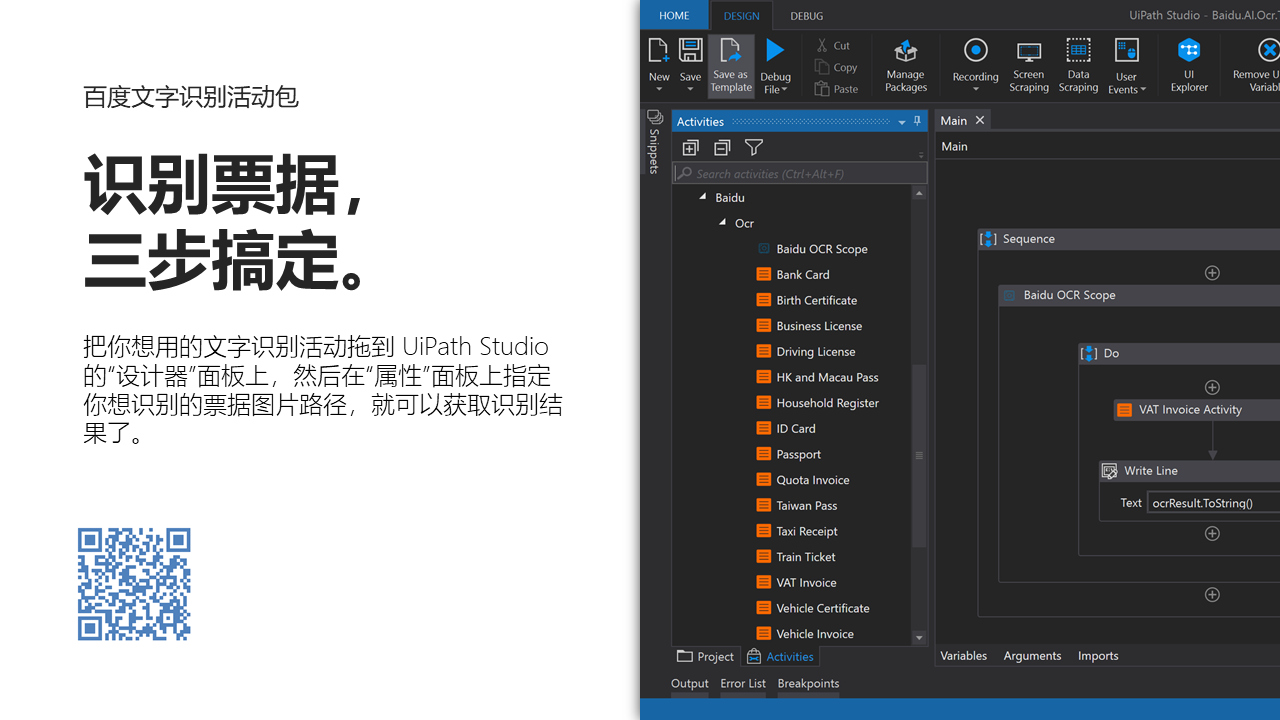 百度文字识别活动包
识别票据，
三步搞定。
把你想用的文字识别活动拖到 UiPath Studio
的“设计器”面板上，然后在“属性”面板上指定
你想识别的票据图片路径，就可以获取识别结
果了。
HOME DESIGN DEBUG UiPath Studio - Baidu.AI.Ocr.
New Save Save as Template Debug File Cut Copy Paste Manage Packages Recording Screen Scraping Data Scraping User Events UI Explorer Remove U Variabl
Snippets
Activities
Search activities (Ctrl+Alt+F)
Baidu
Ocr
Baidu OCR Scope
Bank Card
Birth Certificate
Business License
Driving License
HK and Macau Pass
Household Register
ID Card
Passport
Quota Invoice
Taiwan Pass
Taxi Receipt
Train Ticket
VAT Invoice
Vehicle Certificate
Vehicle Invoice
Project Activities
Main
Main
Sequence
Baidu OCR Scope
Do
VAT Invoice Activity
Write Line
Text ocrResult.ToString()
Variables Arguments Imports
Output Error List Breakpoints